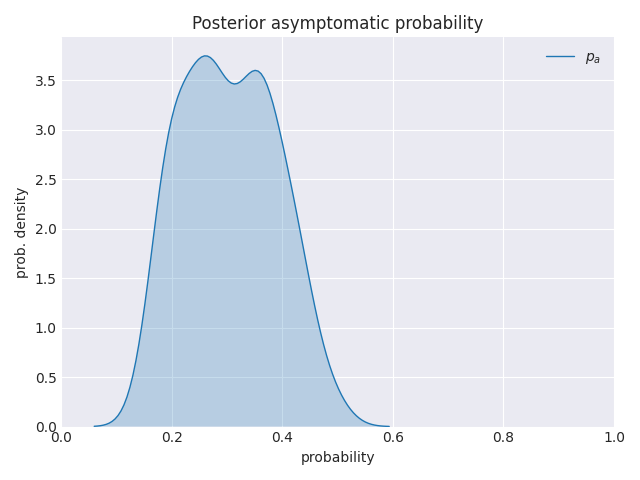 Posterior asymptomatic probability
pₐ
prob. density
3.5
3.0
2.5
2.0
1.5
1.0
0.5
0.0
0.0 0.2 0.4 0.6 0.8 1.0
probability